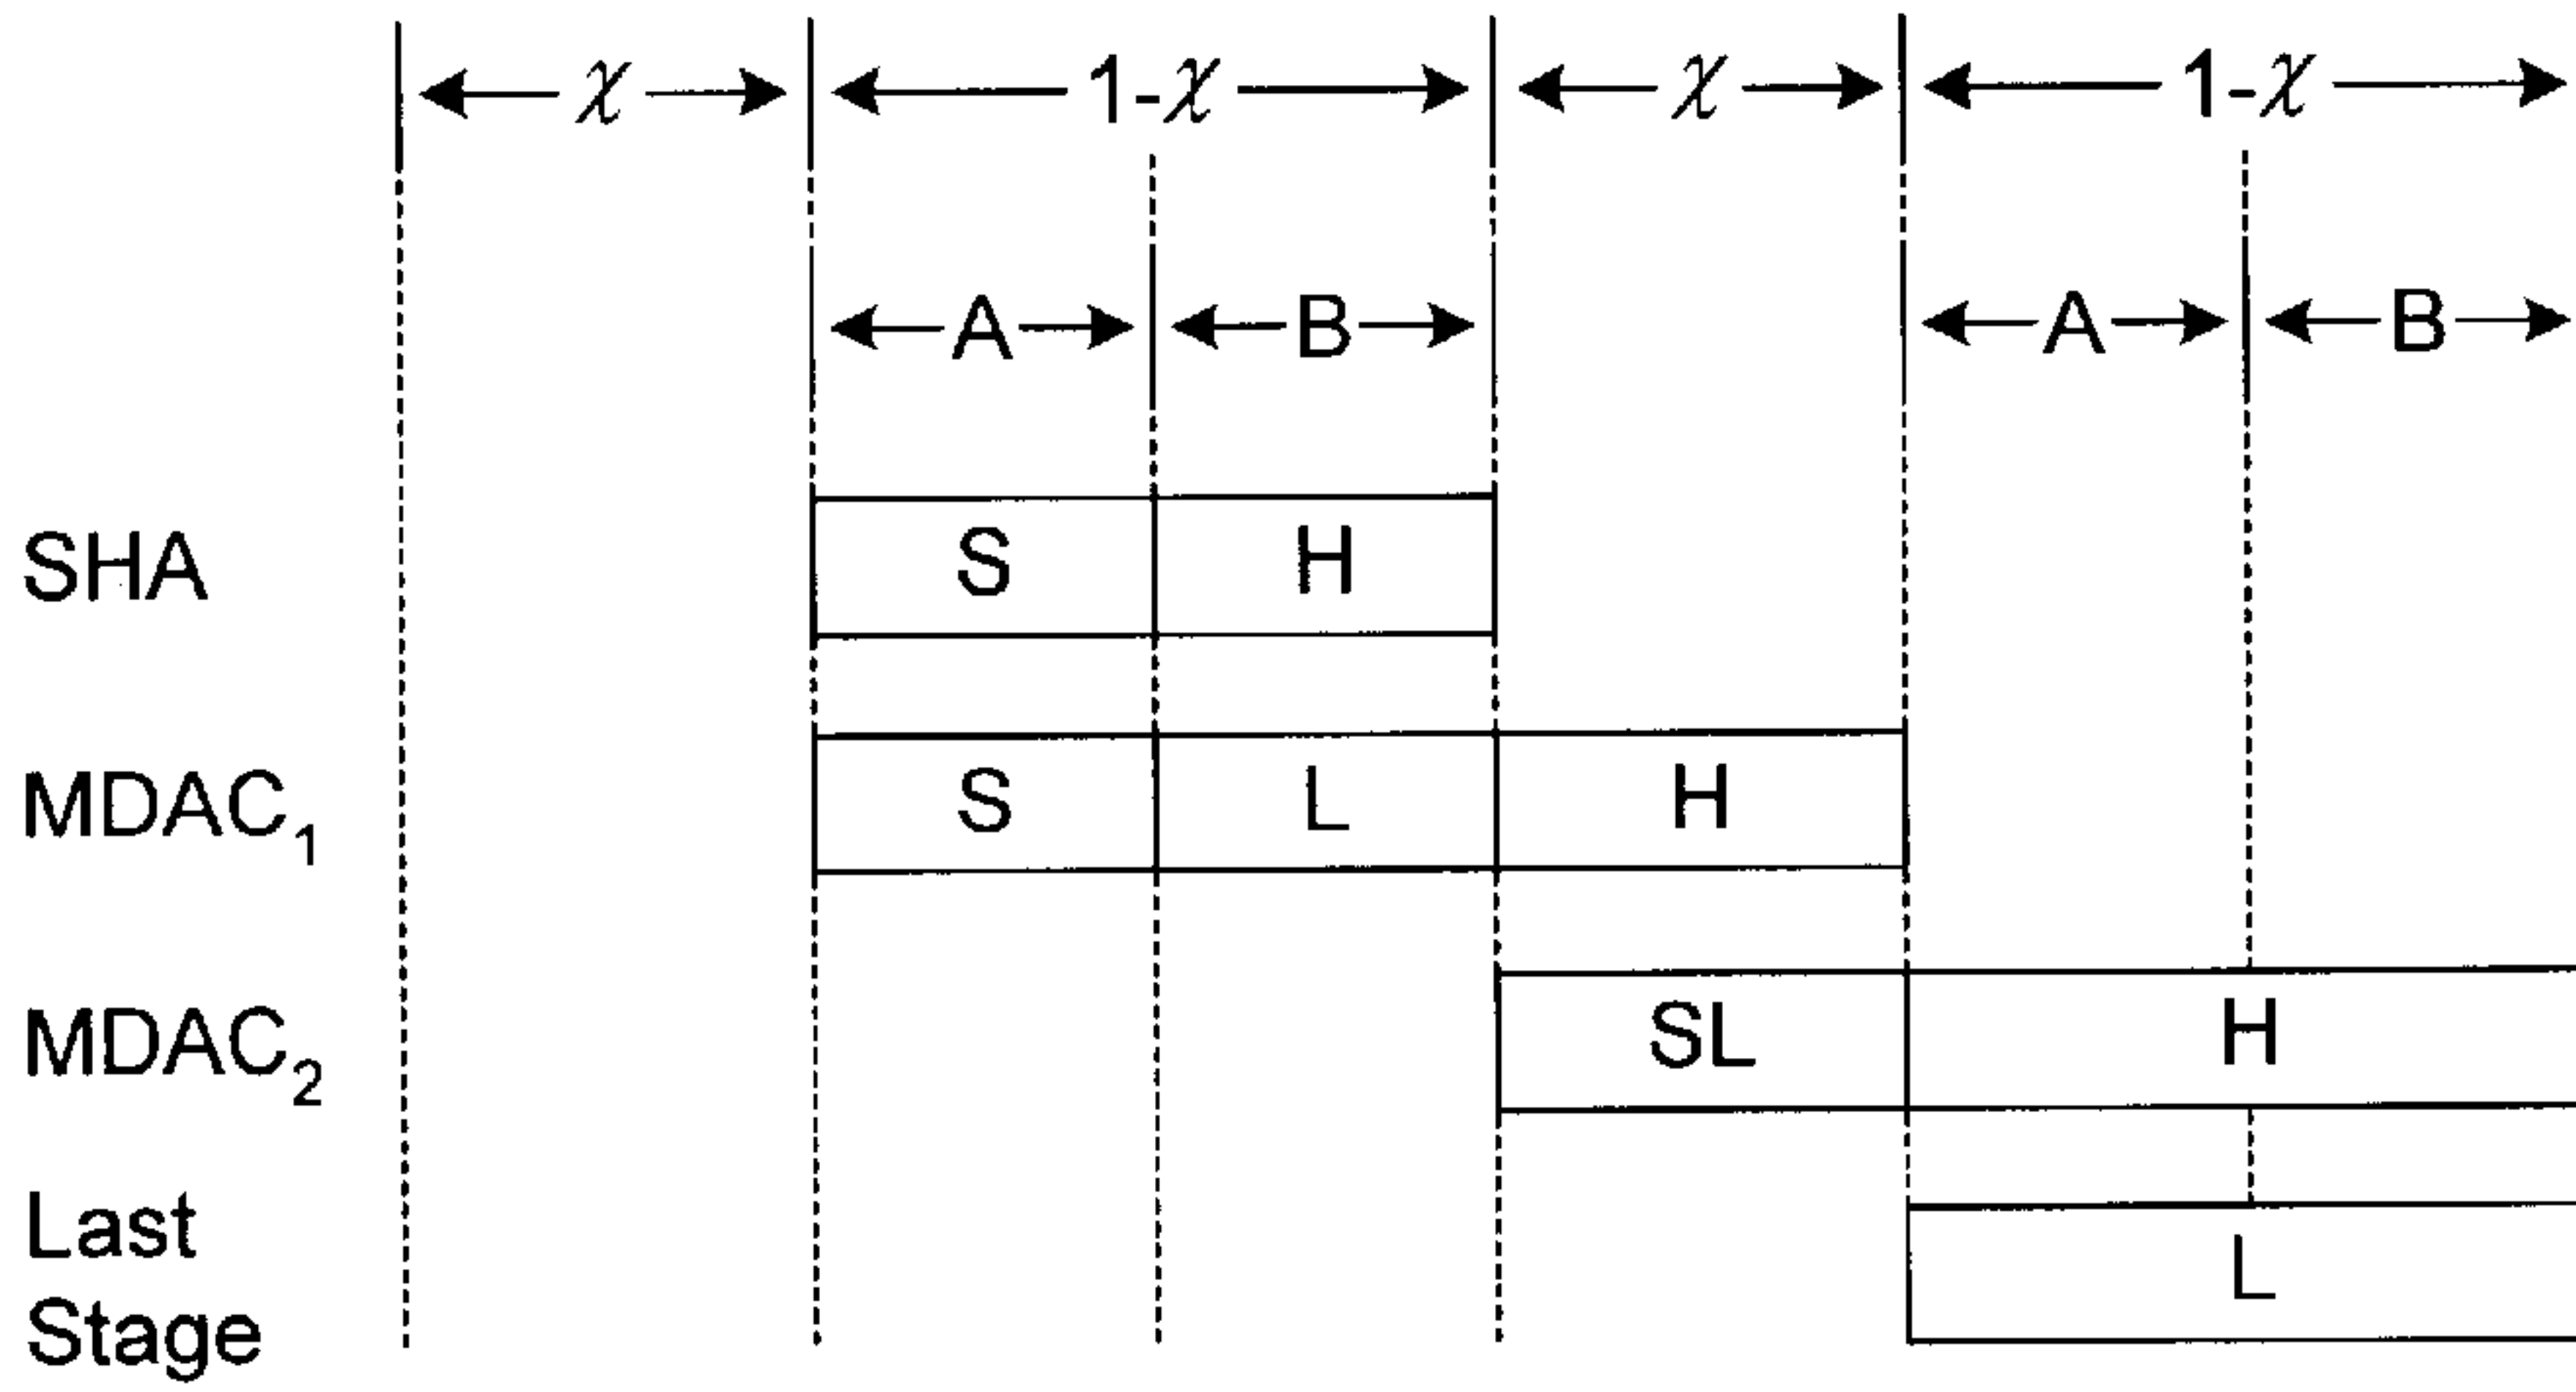 χ 1-χ χ 1-χ
A B A B
SHA S H
MDAC₁ S L H
MDAC₂ SL H
Last
Stage L